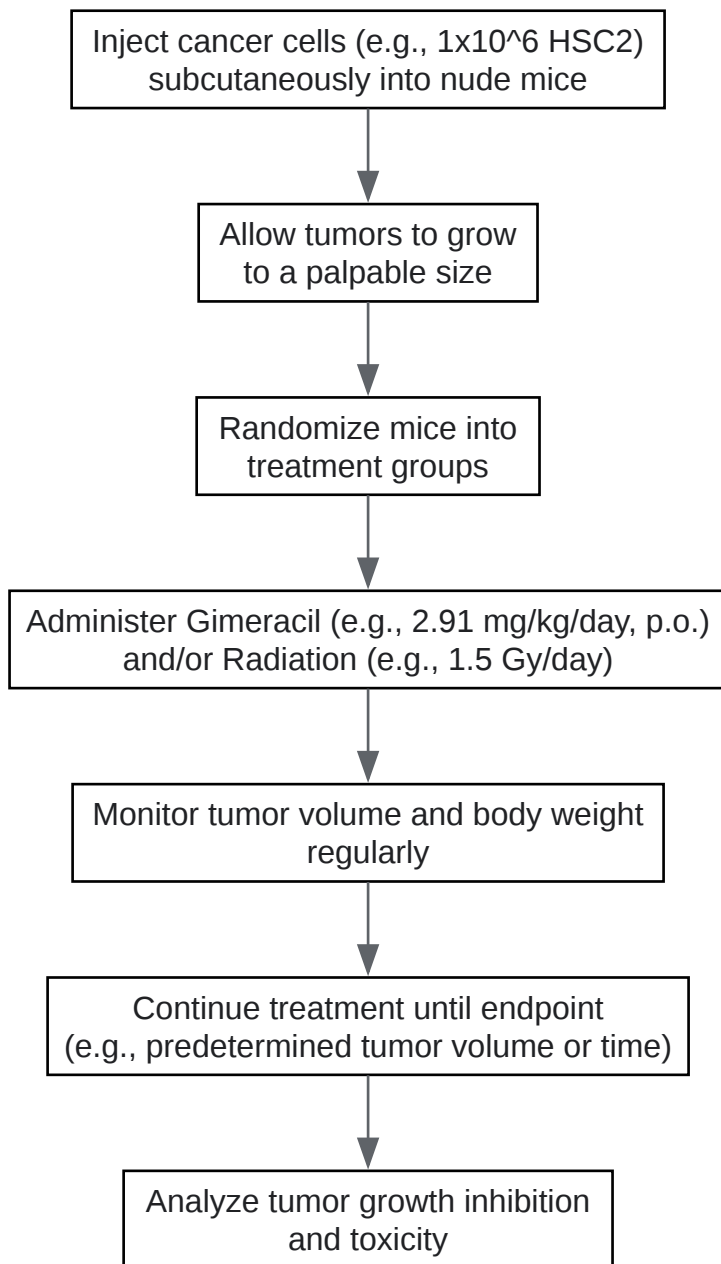 Inject cancer cells (e.g., 1x10^6 HSC2)
subcutaneously into nude mice
Allow tumors to grow
to a palpable size
Randomize mice into
treatment groups
Administer Gimeracil (e.g., 2.91 mg/kg/day, p.o.)
and/or Radiation (e.g., 1.5 Gy/day)
Monitor tumor volume and body weight
regularly
Continue treatment until endpoint
(e.g., predetermined tumor volume or time)
Analyze tumor growth inhibition
and toxicity